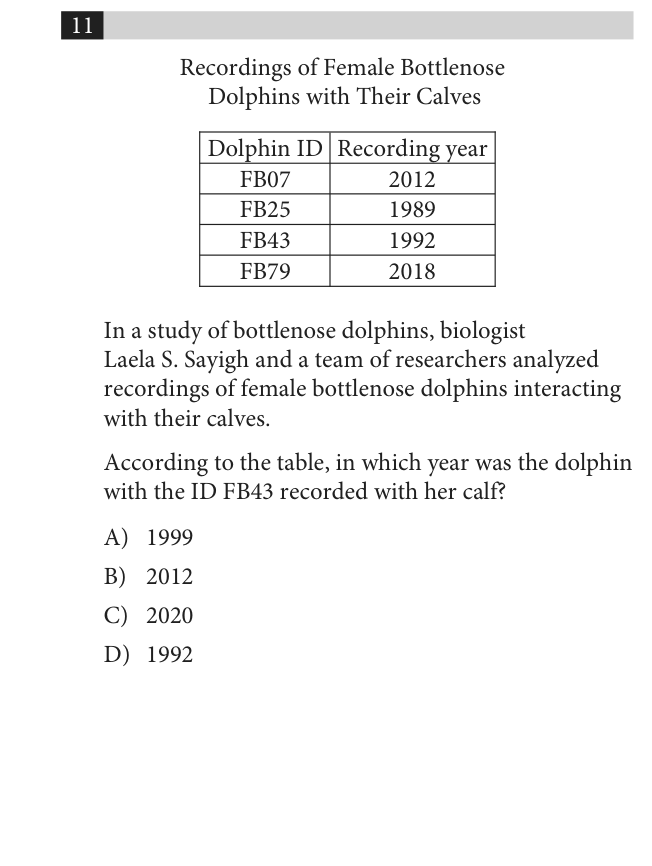 11
Recordings of Female Bottlenose
Dolphins with Their Calves
Dolphin ID Recording year
FB07 2012
FB25 1989
FB43 1992
FB79 2018
In a study of bottlenose dolphins, biologist
Laela S. Sayigh and a team of researchers analyzed
recordings of female bottlenose dolphins interacting
with their calves.
According to the table, in which year was the dolphin
with the ID FB43 recorded with her calf?
A) 1999
B) 2012
C) 2020
D) 1992